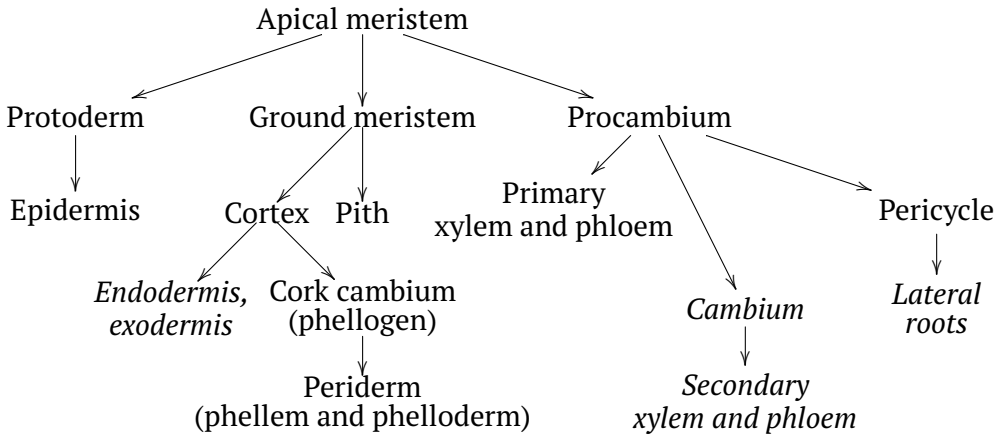 Apical meristem
Protoderm
Ground meristem
Procambium
Epidermis
Cortex
Pith
Primary
xylem and phloem
Pericycle
Endodermis,
exodermis
Cork cambium
(phellogen)
Cambium
Lateral
roots
Periderm
(phellem and phelloderm)
Secondary
xylem and phloem